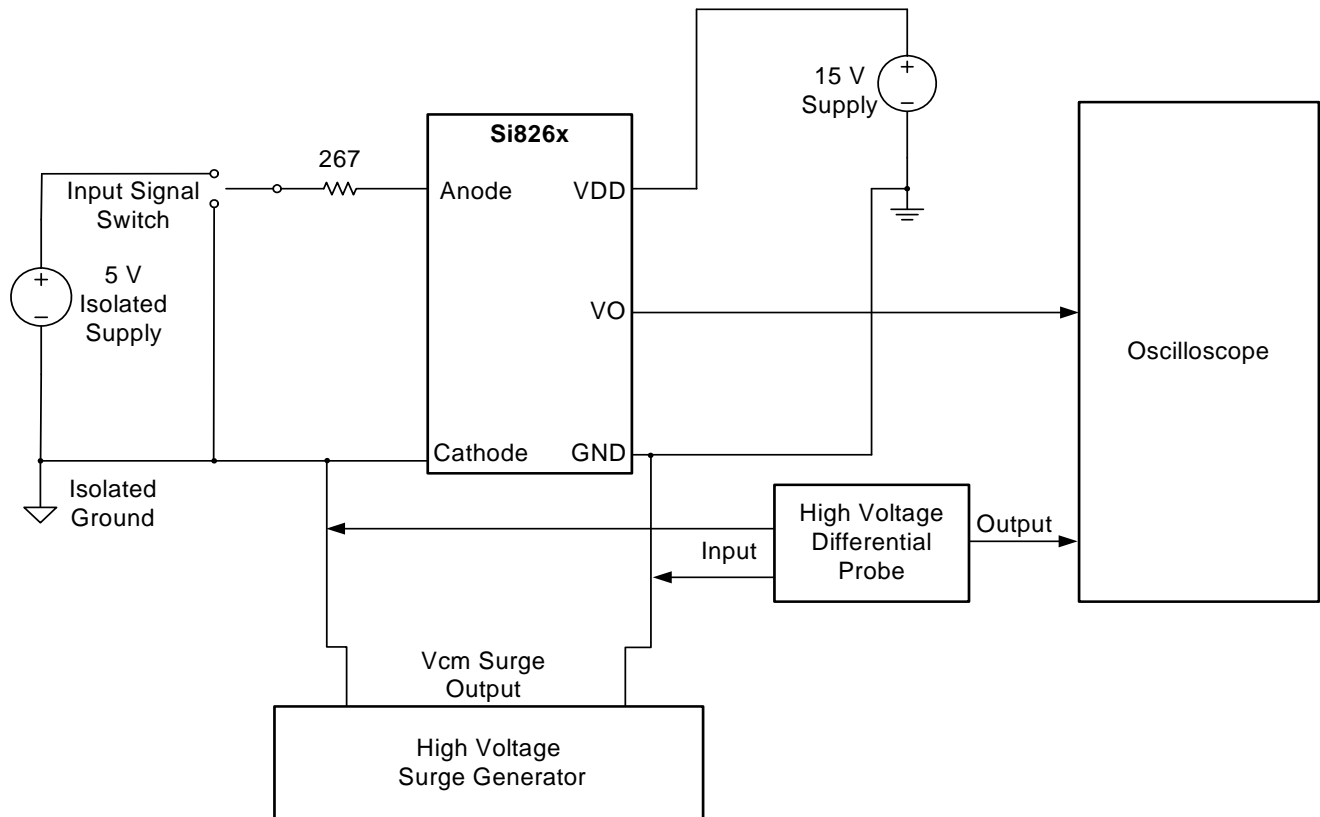 15 V
Supply
+
–
Si826x
267
Input Signal
Switch
Anode
VDD
+
–
5 V
Isolated
Supply
VO
Oscilloscope
Cathode
GND
Isolated
Ground
High Voltage
Differential
Probe
Output
Input
Vcm Surge
Output
High Voltage
Surge Generator